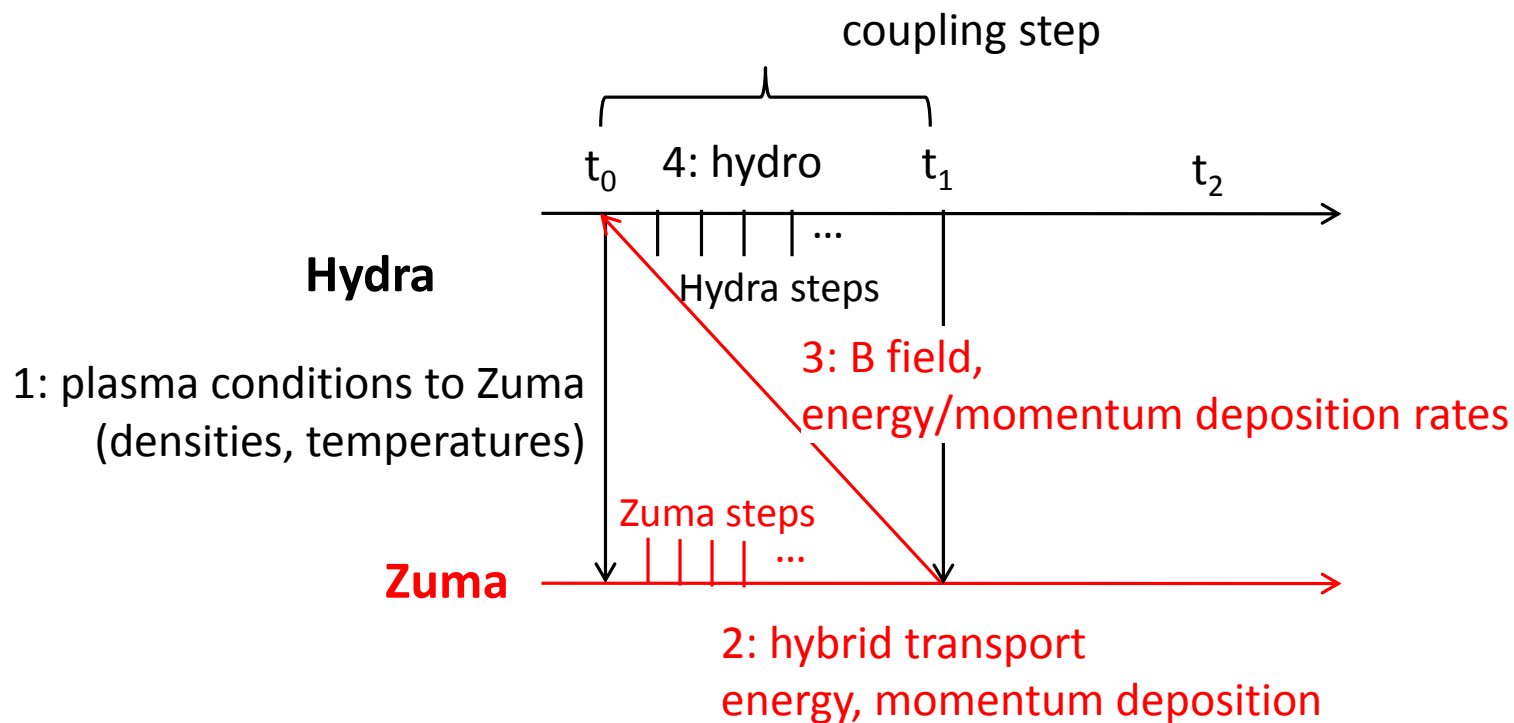 coupling step
t₀ 4: hydro t₁ t₂
...
Hydra
Hydra steps
1: plasma conditions to Zuma
(densities, temperatures)
3: B field,
energy/momentum deposition rates
Zuma steps
...
Zuma
2: hybrid transport
energy, momentum deposition